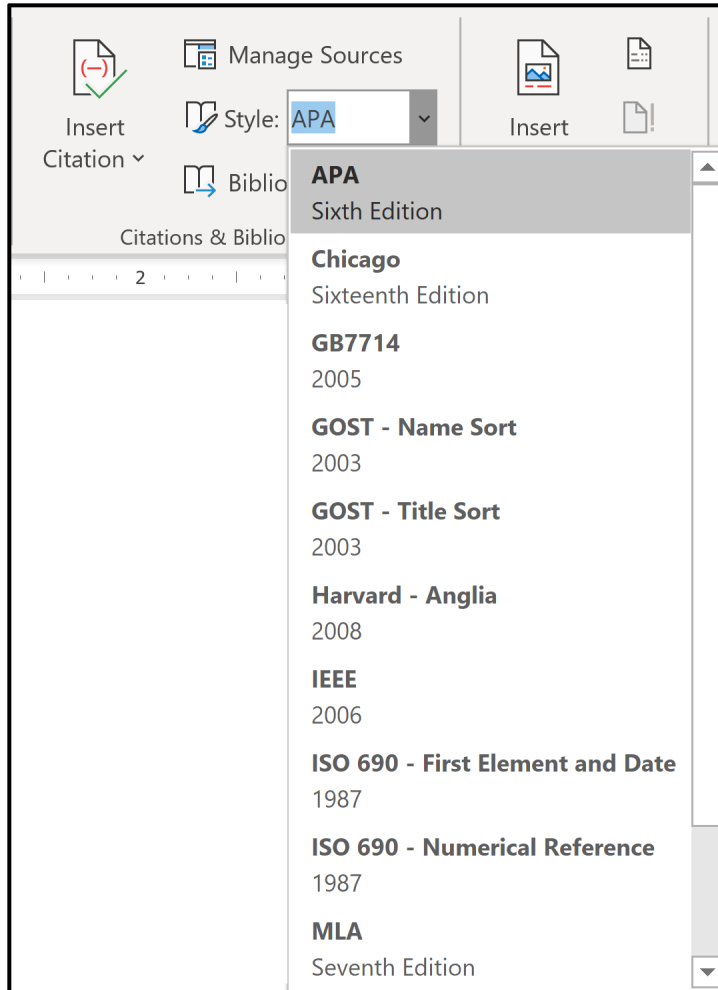 Insert
Citation
Manage Sources
Style: APA
Biblio
Citations & Biblio
Insert
2
APA
Sixth Edition
Chicago
Sixteenth Edition
GB7714
2005
GOST - Name Sort
2003
GOST - Title Sort
2003
Harvard - Anglia
2008
IEEE
2006
ISO 690 - First Element and Date
1987
ISO 690 - Numerical Reference
1987
MLA
Seventh Edition